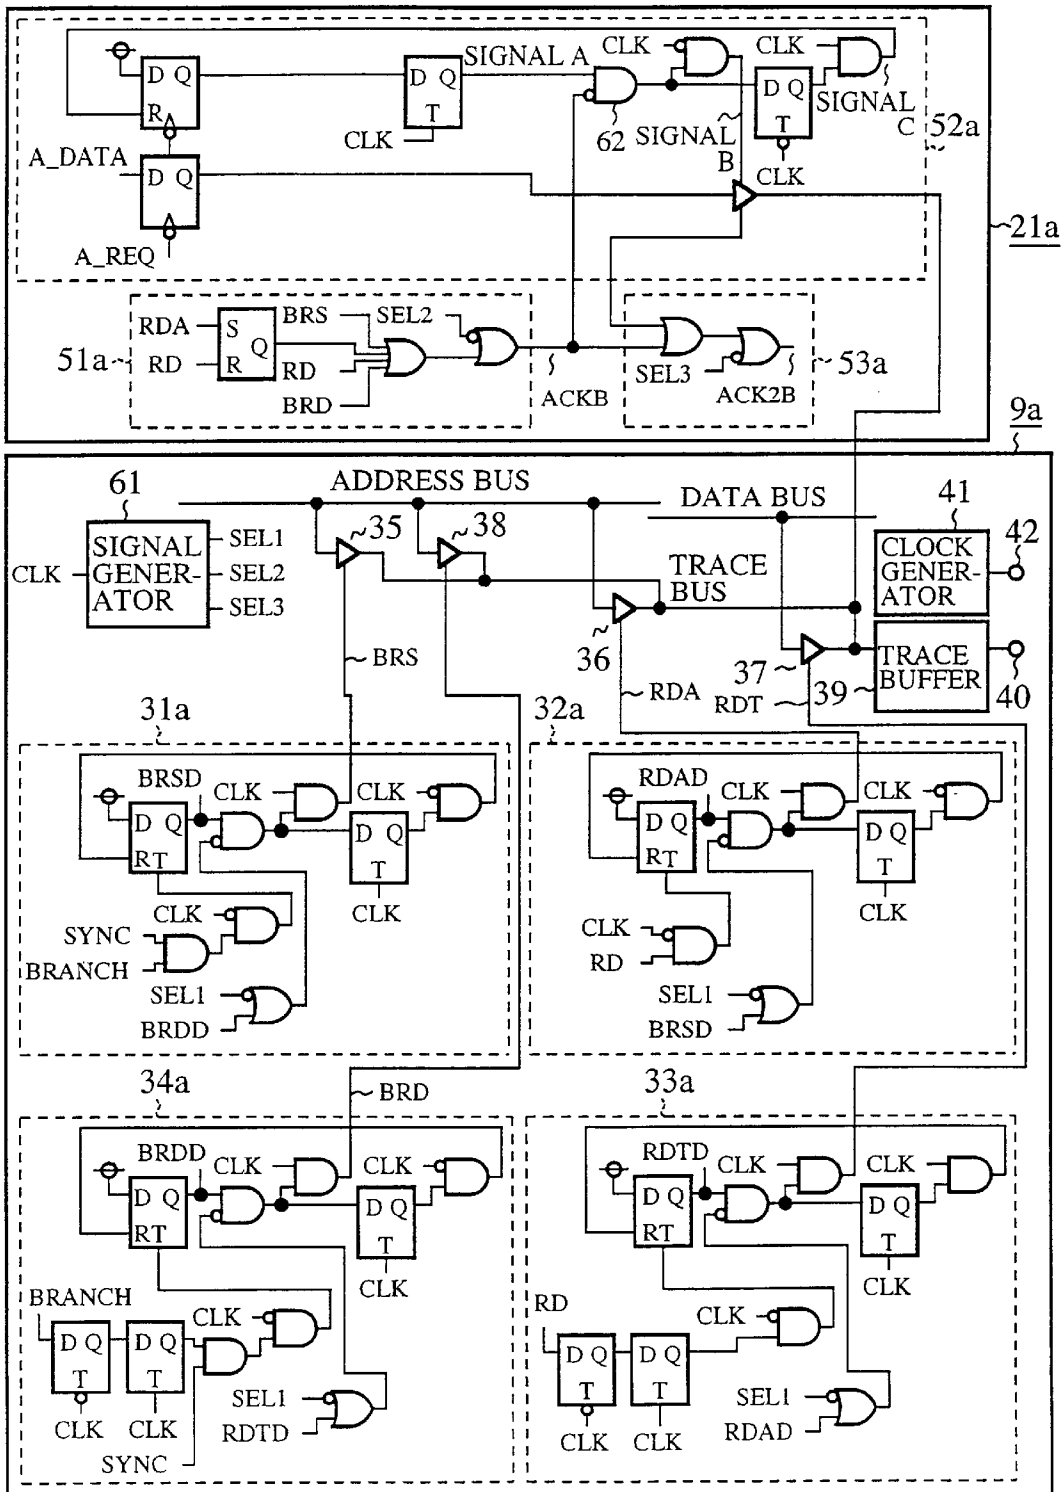 SIGNAL A
CLK
CLK
D Q
R
D Q
T
CLK
62
SIGNAL
B
D Q
T
CLK
SIGNAL
C
52a
A_DATA
D Q
A_REQ
21a
51a
RDA
RD
S
R
Q
BRS
RD
BRD
SEL2
ACKB
SEL3
ACK2B
53a
9a
61
SIGNAL
GENER-
ATOR
CLK
SEL1
SEL2
SEL3
ADDRESS BUS
DATA BUS
35
38
TRACE
BUS
36
37
39
41
CLOCK
GENER-
ATOR
42
TRACE
BUFFER
40
BRS
RDA
RDT
31a
BRSD
CLK
CLK
D Q
RT
D Q
T
CLK
CLK
SYNC
BRANCH
SEL1
BRDD
32a
RDAD
CLK
CLK
D Q
RT
D Q
T
CLK
CLK
RD
SEL1
BRSD
34a
BRD
BRDD
CLK
CLK
D Q
RT
D Q
T
CLK
BRANCH
CLK
D Q
T
CLK
D Q
T
CLK
SYNC
SEL1
RDTD
33a
RDTD
CLK
CLK
D Q
RT
D Q
T
CLK
RD
CLK
D Q
T
CLK
D Q
T
CLK
SEL1
RDAD